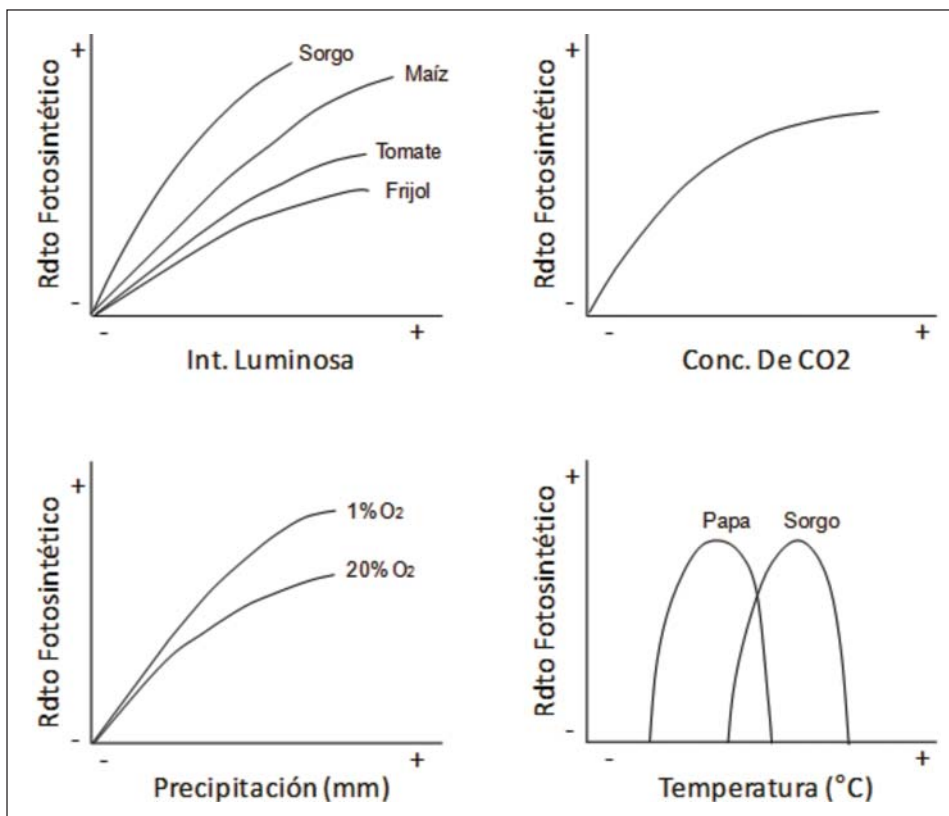 +
Rdto Fotosintético
-
Sorgo
Maíz
Tomate
Frijol
-
+
Int. Luminosa
+
Rdto Fotosintético
-
-
+
Conc. De CO2
+
Rdto Fotosintético
-
1% O2
20% O2
-
+
Precipitación (mm)
+
Rdto Fotosintético
-
Papa Sorgo
-
+
Temperatura (°C)